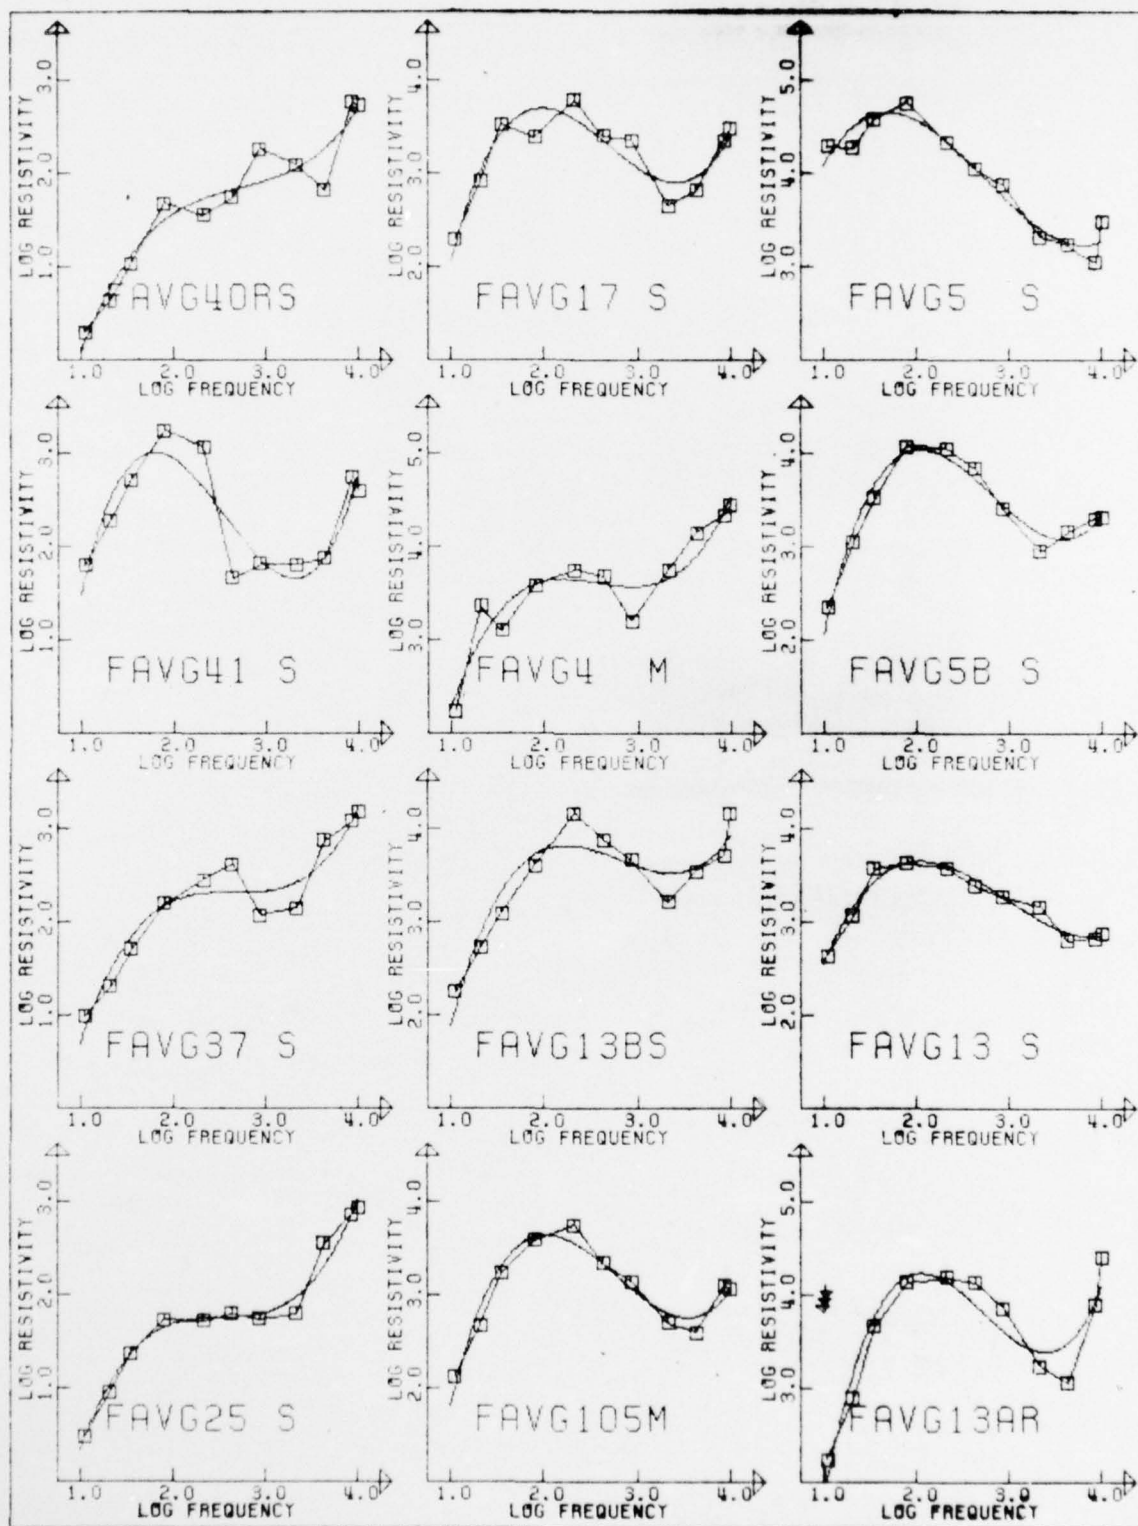 LOG RESISTIVITY
1.0 2.0 3.0
AVG40RS
1.0 2.0 3.0 4.0
LOG FREQUENCY
LOG RESISTIVITY
2.0 3.0 4.0
FAVG17 S
1.0 2.0 3.0 4.0
LOG FREQUENCY
LOG RESISTIVITY
3.0 4.0 5.0
FAVG5 S
1.0 2.0 3.0 4.0
LOG FREQUENCY
LOG RESISTIVITY
1.0 2.0 3.0
FAVG41 S
1.0 2.0 3.0 4.0
LOG FREQUENCY
LOG RESISTIVITY
3.0 4.0 5.0
FAVG4 M
1.0 2.0 3.0 4.0
LOG FREQUENCY
LOG RESISTIVITY
2.0 3.0 4.0
FAVG5B S
1.0 2.0 3.0 4.0
LOG FREQUENCY
LOG RESISTIVITY
1.0 2.0 3.0
FAVG37 S
1.0 2.0 3.0 4.0
LOG FREQUENCY
LOG RESISTIVITY
2.0 3.0 4.0
FAVG13BS
1.0 2.0 3.0 4.0
LOG FREQUENCY
LOG RESISTIVITY
2.0 3.0 4.0
FAVG13 S
1.0 2.0 3.0 4.0
LOG FREQUENCY
LOG RESISTIVITY
1.0 2.0 3.0
FAVG25 S
1.0 2.0 3.0 4.0
LOG FREQUENCY
LOG RESISTIVITY
2.0 3.0 4.0
FAVG105M
1.0 2.0 3.0 4.0
LOG FREQUENCY
LOG RESISTIVITY
3.0 4.0 5.0
FAVG13AR
1.0 2.0 3.0 4.0
LOG FREQUENCY